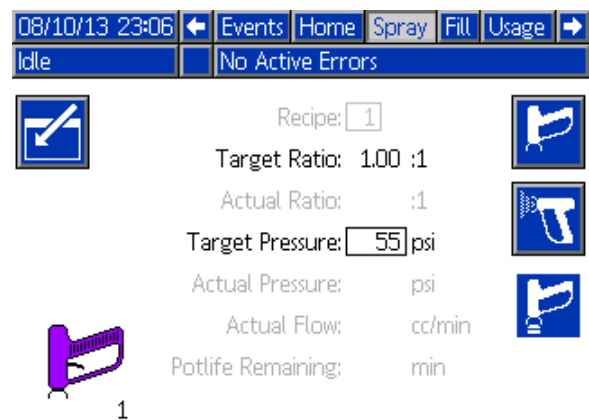 08/10/13 23:06 Events Home Spray Fill Usage
Idle No Active Errors
Recipe: 1
Target Ratio: 1.00 :1
Actual Ratio: :1
Target Pressure: 55 psi
Actual Pressure: psi
Actual Flow: cc/min
Potlife Remaining: min
1